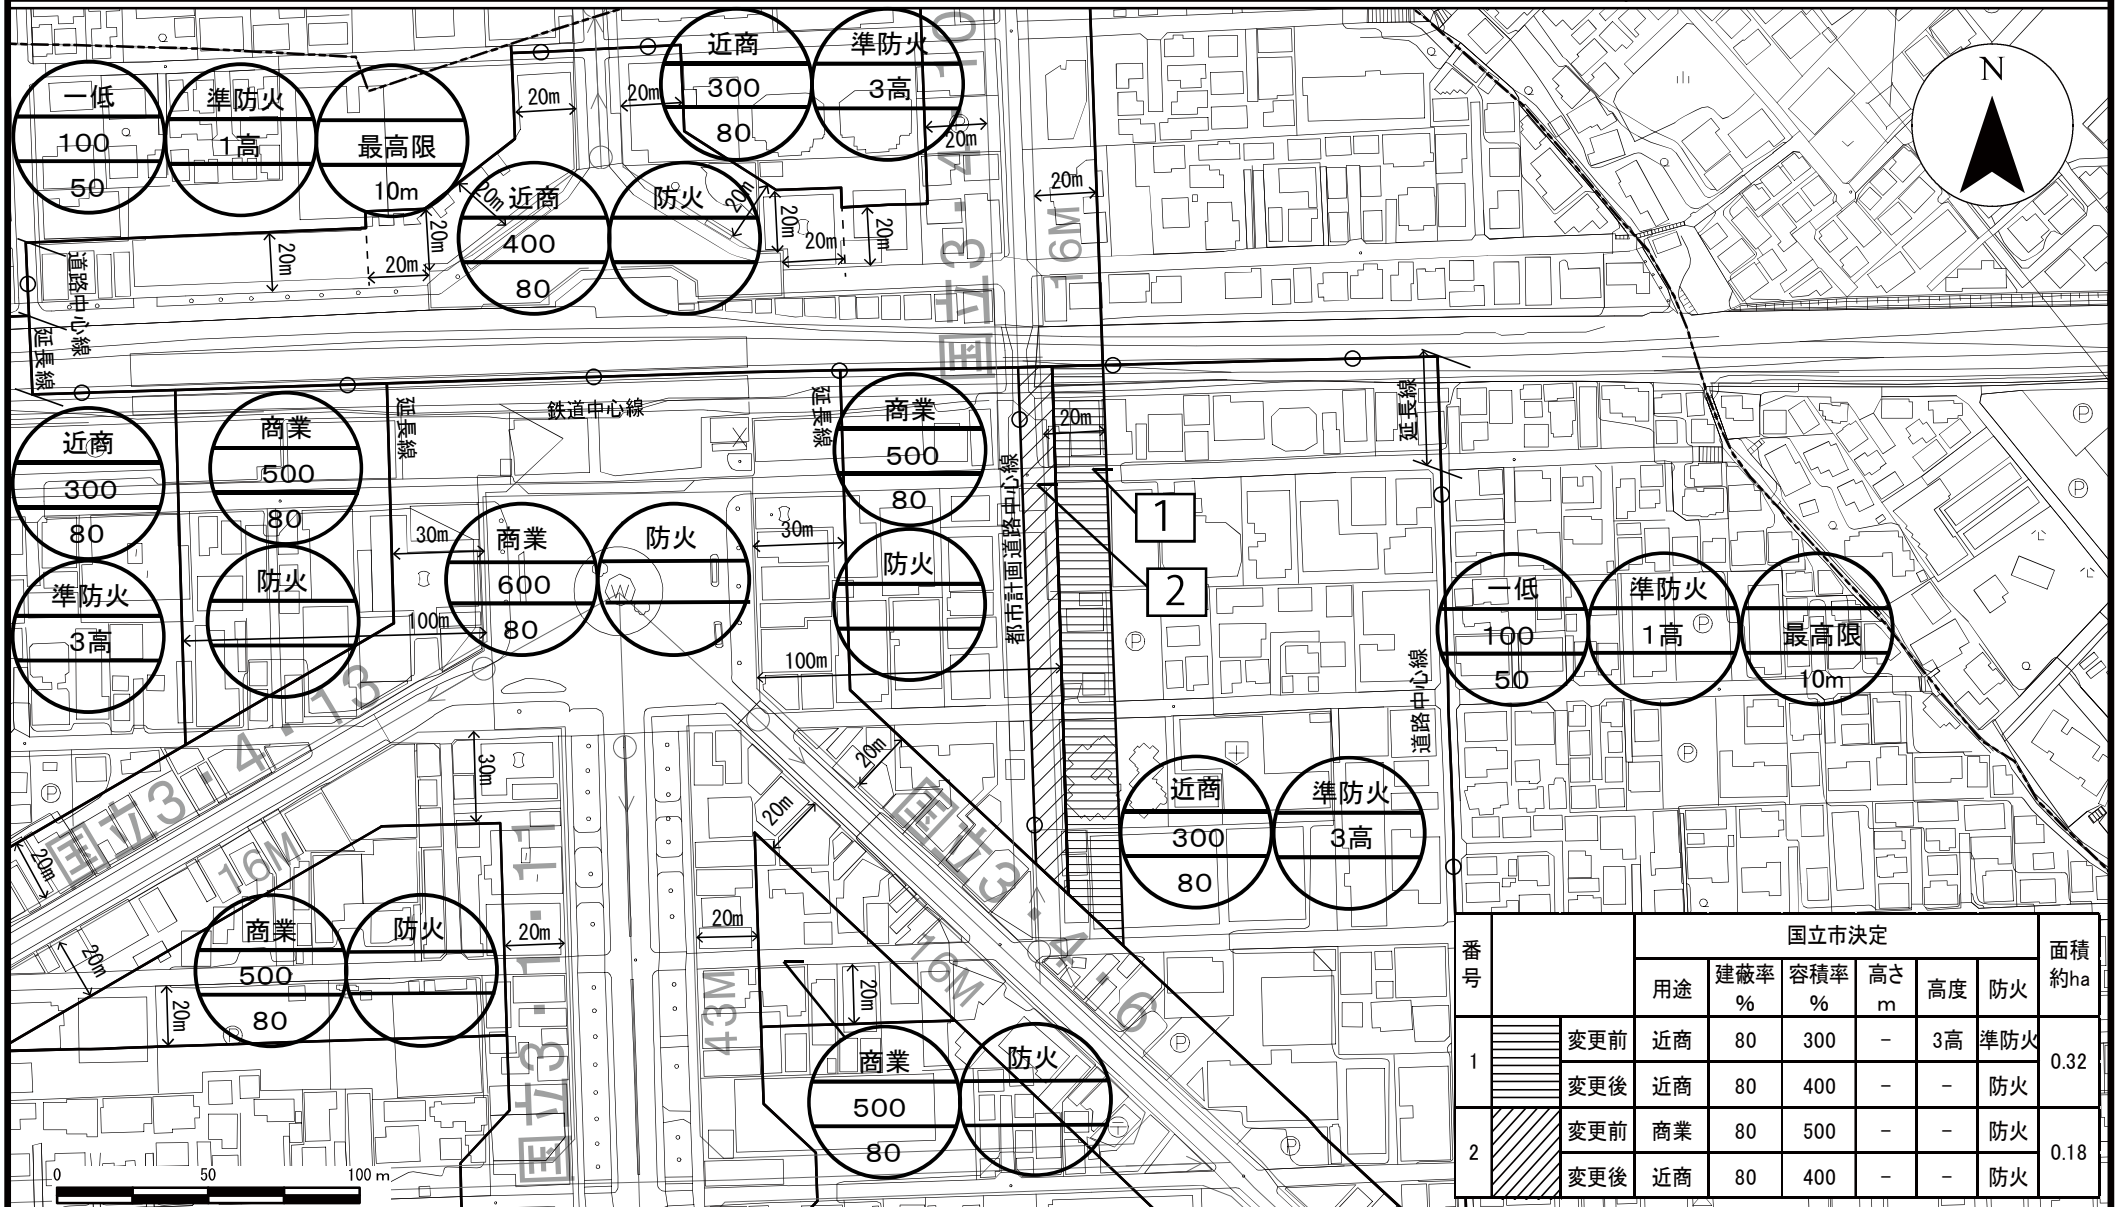 一低
100
50
準防火
1高
最高限
10m
近商
300
80
準防火
3高
N
20m
20m
20m
20m
国立3・4・10
16M
近商
400
80
防火
20m
20m
20m
20m
20m
20m
20m
20m
道路中心線
延長線
鉄道中心線
延長線
延長線
延長線
近商
300
80
準防火
3高
商業
500
80
防火
30m
100m
商業
600
80
防火
30m
100m
商業
500
80
防火
都市計画道路中心線
20m
1
2
道路中心線
一低
100
50
準防火
1高
最高限
10m
近商
300
80
準防火
3高
国立3・4・13
16M
20m
20m
20m
30m
20m
国立3・1・11
43M
20m
20m
20m
20m
国立3・4・6
16M
商業
500
80
防火
商業
500
80
防火
0 50 100 m
番号 国立市決定 面積 約ha
用途 建蔽率 % 容積率 % 高さ m 高度 防火
1 変更前 近商 80 300 - 3高 準防火 0.32
変更後 近商 80 400 - - 防火
2 変更前 商業 80 500 - - 防火 0.18
変更後 近商 80 400 - - 防火